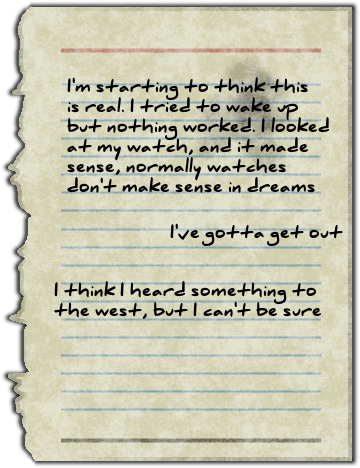 I'm starting to think this
is real. I tried to wake up
but nothing worked. I looked
at my watch, and it made
sense, normally watches
don't make sense in dreams
I've gotta get out
I think I heard something to
the west, but I can't be sure